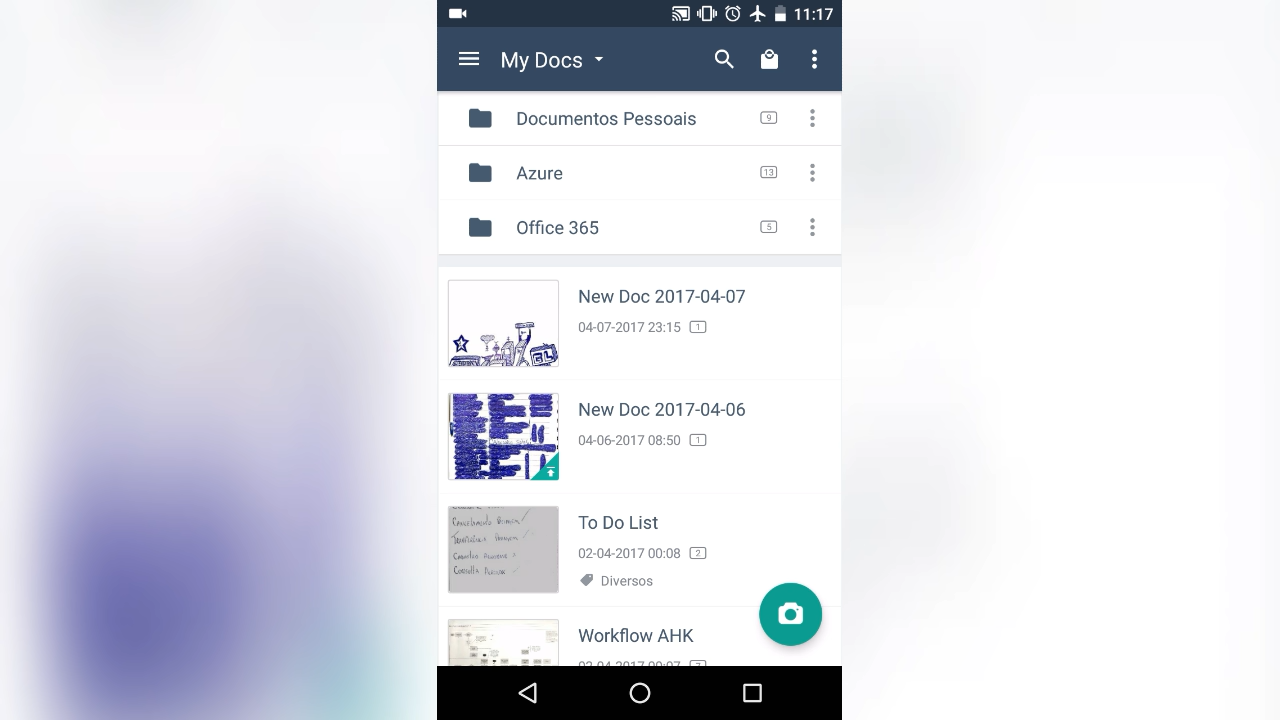 11:17
My Docs
Documentos Pessoais 9
Azure 13
Office 365 5
New Doc 2017-04-07
04-07-2017 23:15 1
New Doc 2017-04-06
04-06-2017 08:50 1
To Do List
02-04-2017 00:08 2
Diversos
Workflow AHK